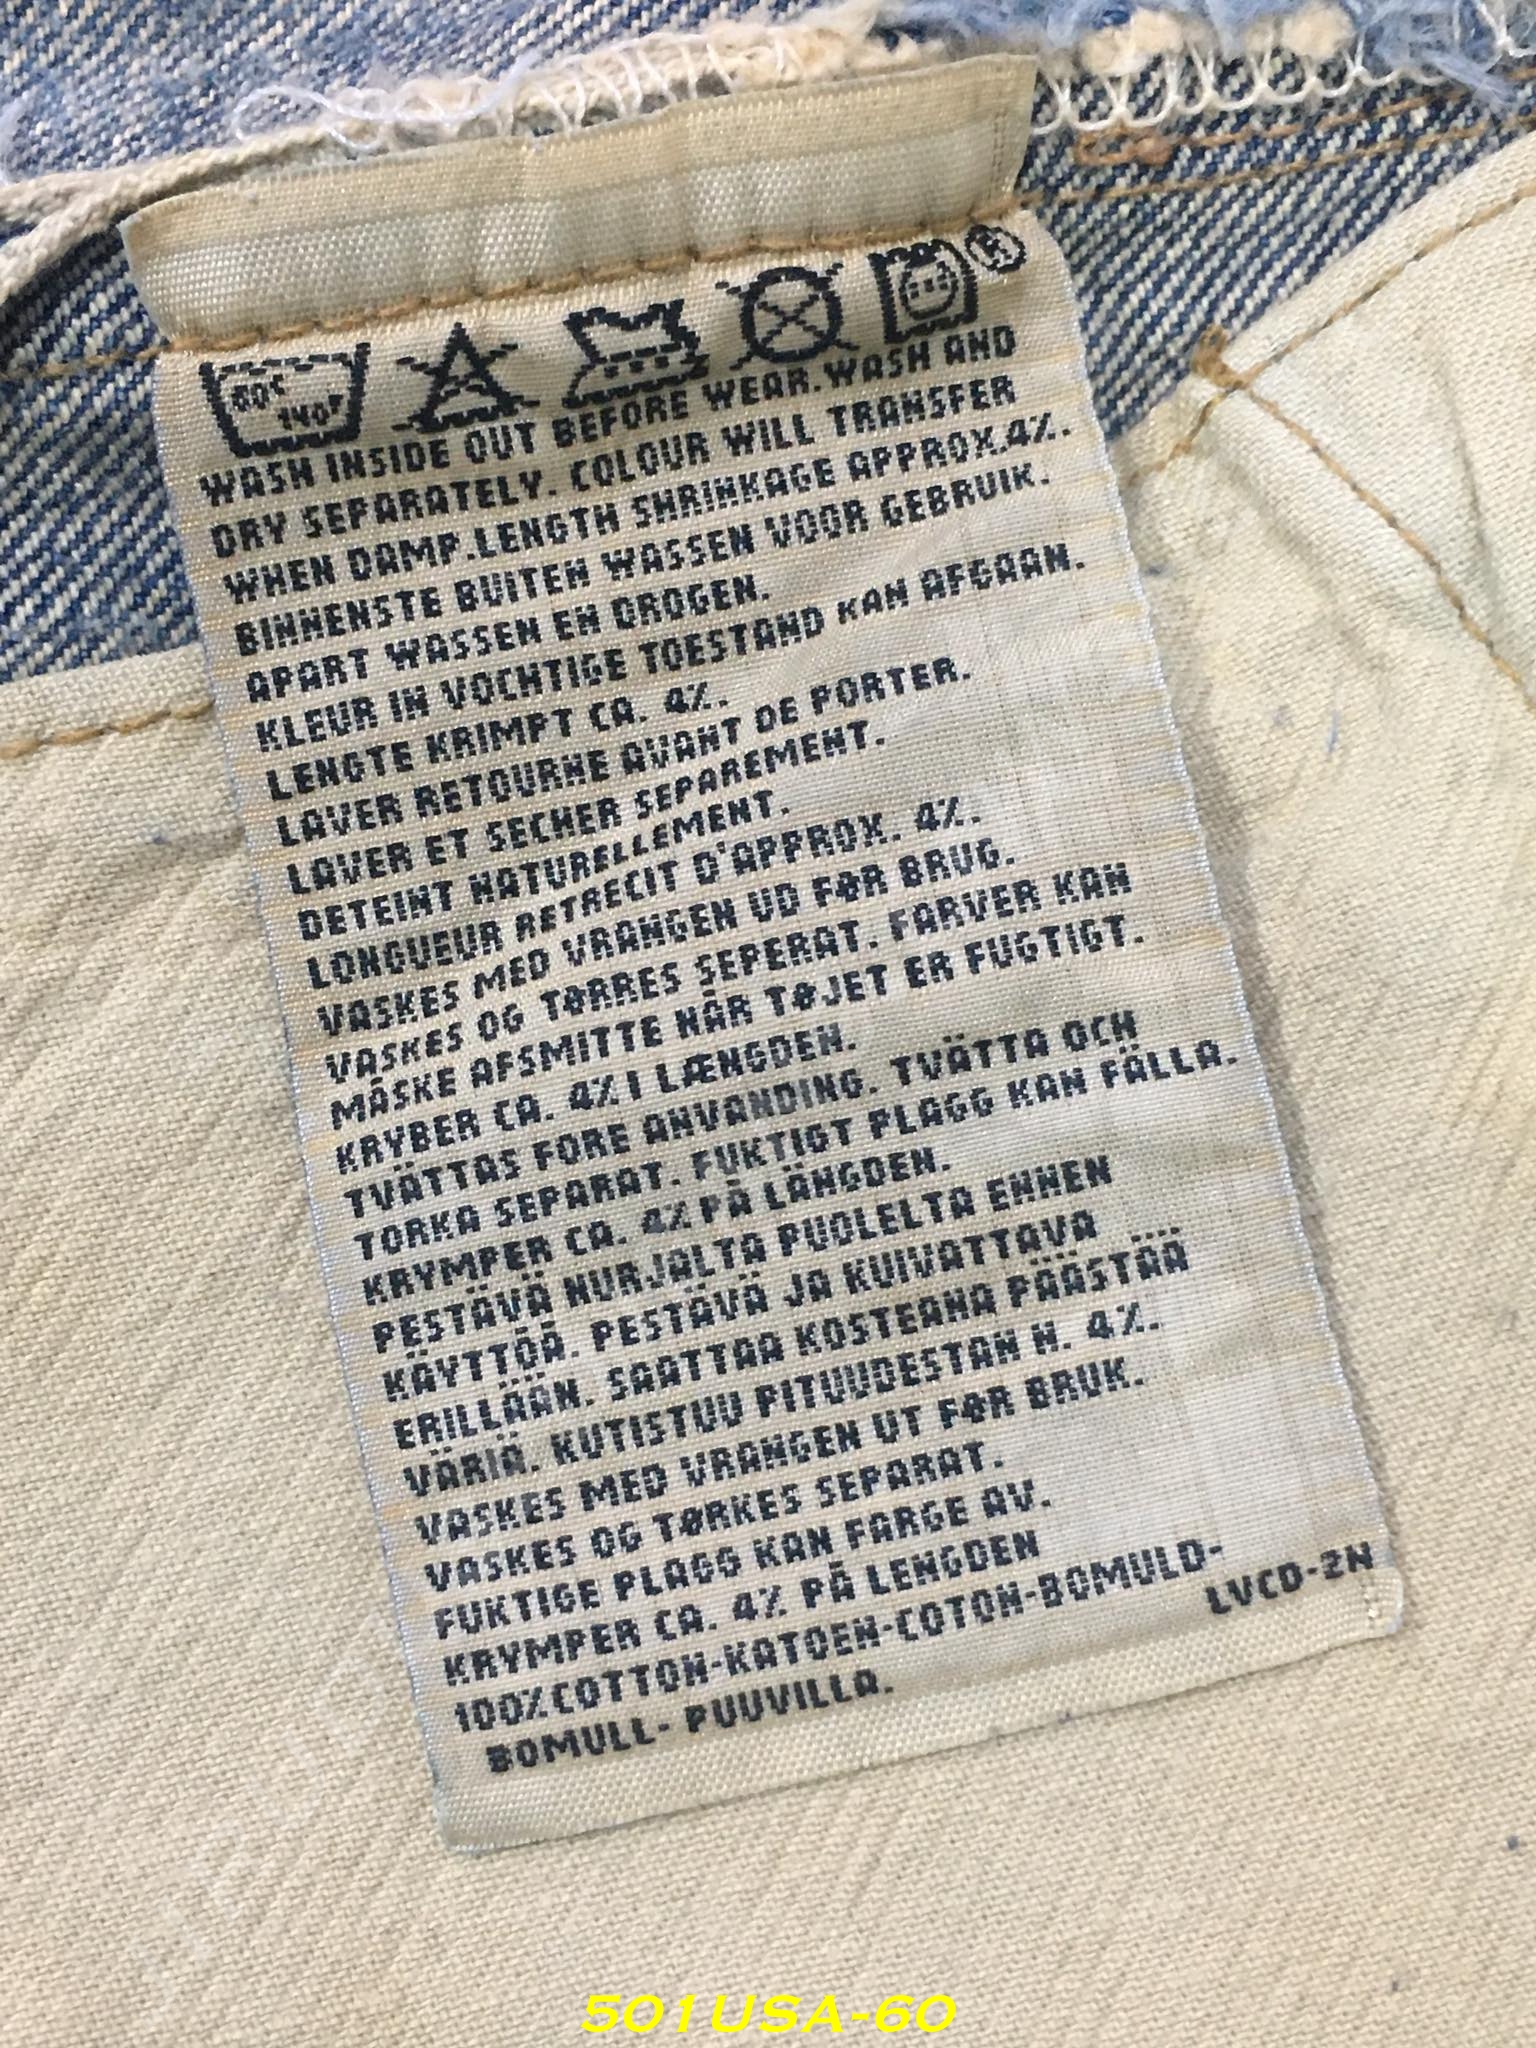 60°C
140°F
®
WASH INSIDE OUT BEFORE WEAR.WASH AND
DRY SEPARATELY. COLOUR WILL TRANSFER
WHEN DAMP.LENGTH SHRINKAGE APPROX.4%.
BINNENSTE BUITEN WASSEN VOOR GEBRUIK.
APART WASSEN EN DROGEN.
KLEUR IN VOCHTIGE TOESTAND KAN AFGAAN.
LENGTE KRIMPT CA. 4%.
LAVER RETOURNE AVANT DE PORTER.
LAVER ET SECHER SEPAREMENT.
DETEINT NATURELLEMENT.
LONGUEUR RETRECIT D'APPROX. 4%.
VASKES MED VRANGEN UD FØR BRUG.
VASKES OG TØRRES SEPERAT. FARVER KAN
MÅSKE AFSMITTE NÅR TØJET ER FUGTIGT.
KRYBER CA. 4% I LÆNGDEN.
TVÄTTAS FORE ANVANDING. TVÄTTA OCH
TORKA SEPARAT. FUKTIGT PLAGG KAN FÄLLA.
KRYMPER CA. 4% PÅ LÄNGDEN.
PESTÄVÄ NURJALTA PUOLELTA ENNEN
KÄYTTÖÄ. PESTÄVÄ JA KUIVATTAVA
ERILLÄÄN. SAATTAA KOSTEANA PÄÄSTÄÄ
VÄRIÄ. KUTISTUU PITUUDESTAN N. 4%.
VASKES MED VRANGEN UT FØR BRUK.
VASKES OG TØRKES SEPARAT.
FUKTIGE PLAGG KAN FARGE AV.
KRYMPER CA. 4% PÅ LENGDEN
100%COTTON-KATOEN-COTON-BOMULD-
BOMULL- PUUVILLA.
LVCO-2N
501USA-60